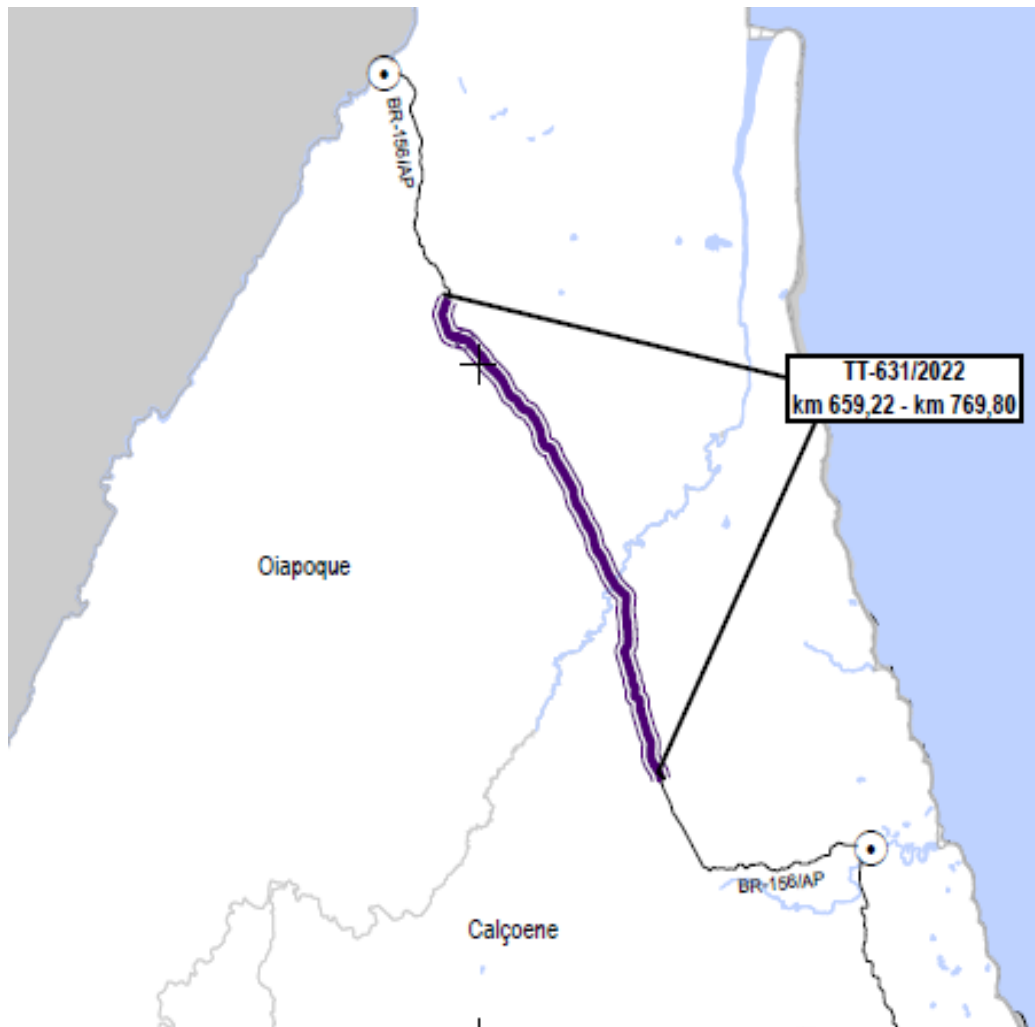 BR-156/AP
TT-631/2022
km 659,22 - km 769,80
Oiapoque
BR-156/AP
Calçoene